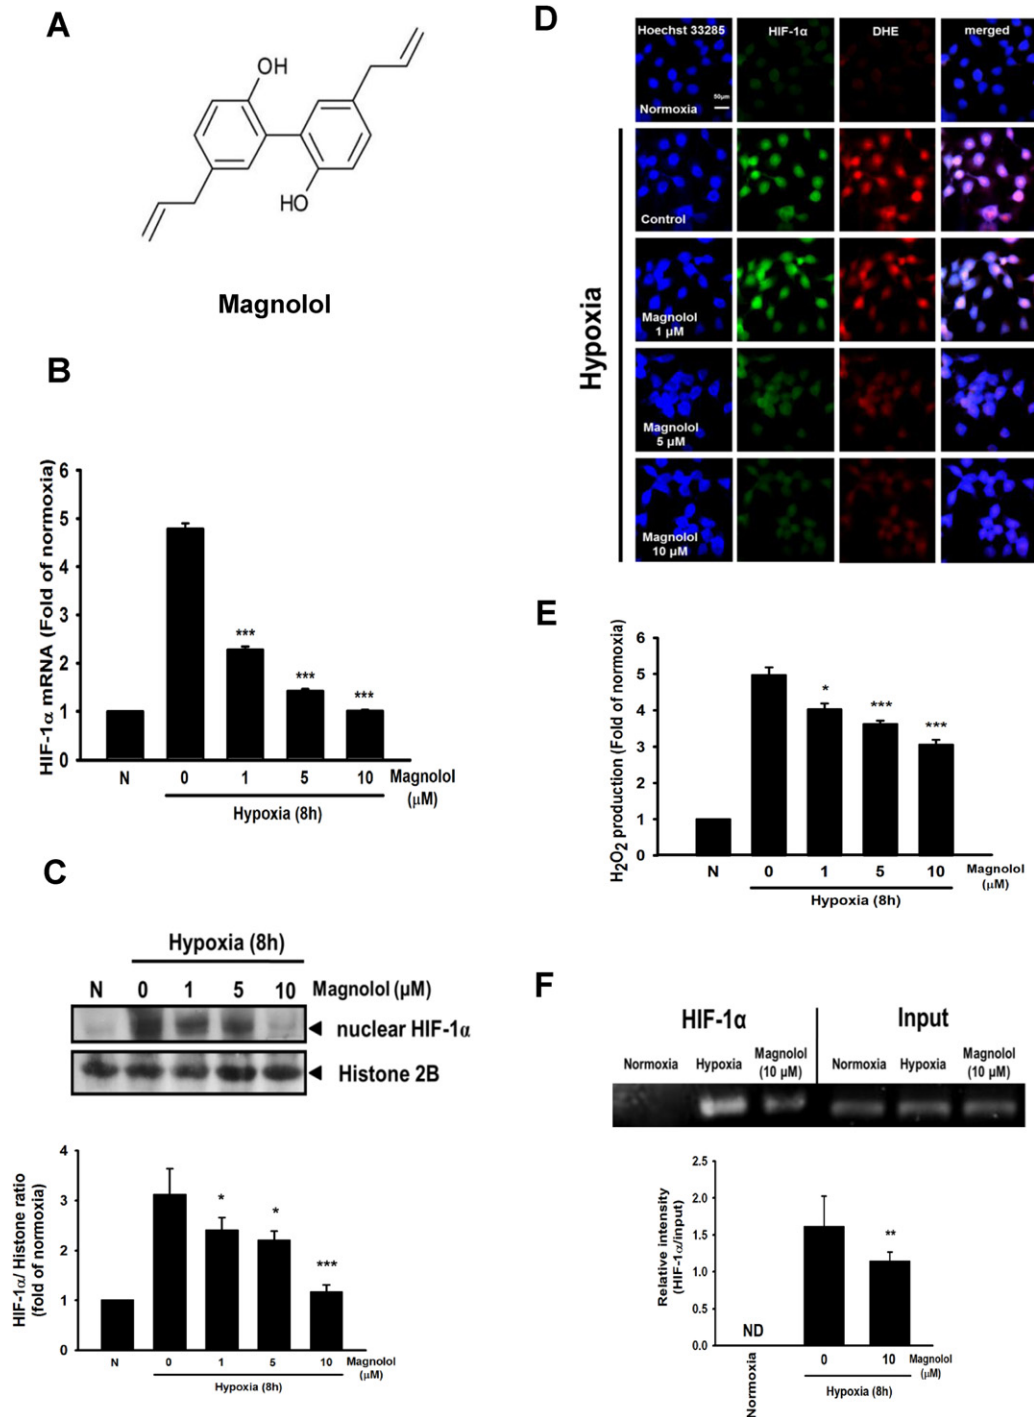 A
OH
HO
Magnolol
B
HIF-1α mRNA (Fold of normoxia)
6
5
4
3
2
1
0
***
***
***
N
0
1
5
10
Magnolol
(μM)
Hypoxia (8h)
C
Hypoxia (8h)
N 0 1 5 10 Magnolol (μM)
nuclear HIF-1α
Histone 2B
HIF-1α/ Histone ratio
(fold of normoxia)
4
3
2
1
0
*
*
***
N 0 1 5 10 Magnolol
(μM)
Hypoxia (8h)
D
Hoechst 33285 HIF-1α DHE merged
50μm
Normoxia
Hypoxia
Control
Magnolol
1 μM
Magnolol
5 μM
Magnolol
10 μM
E
H2O2 production (Fold of normoxia)
6
5
4
3
2
1
0
*
***
***
N 0 1 5 10 Magnolol
(μM)
Hypoxia (8h)
F
HIF-1α Input
Normoxia Hypoxia Magnolol
(10 μM)
Normoxia Hypoxia Magnolol
(10 μM)
Relative intensity
(HIF-1α/input)
2.5
2.0
1.5
1.0
0.5
0.0
ND
**
Normoxia
0 10 Magnolol
(μM)
Hypoxia (8h)